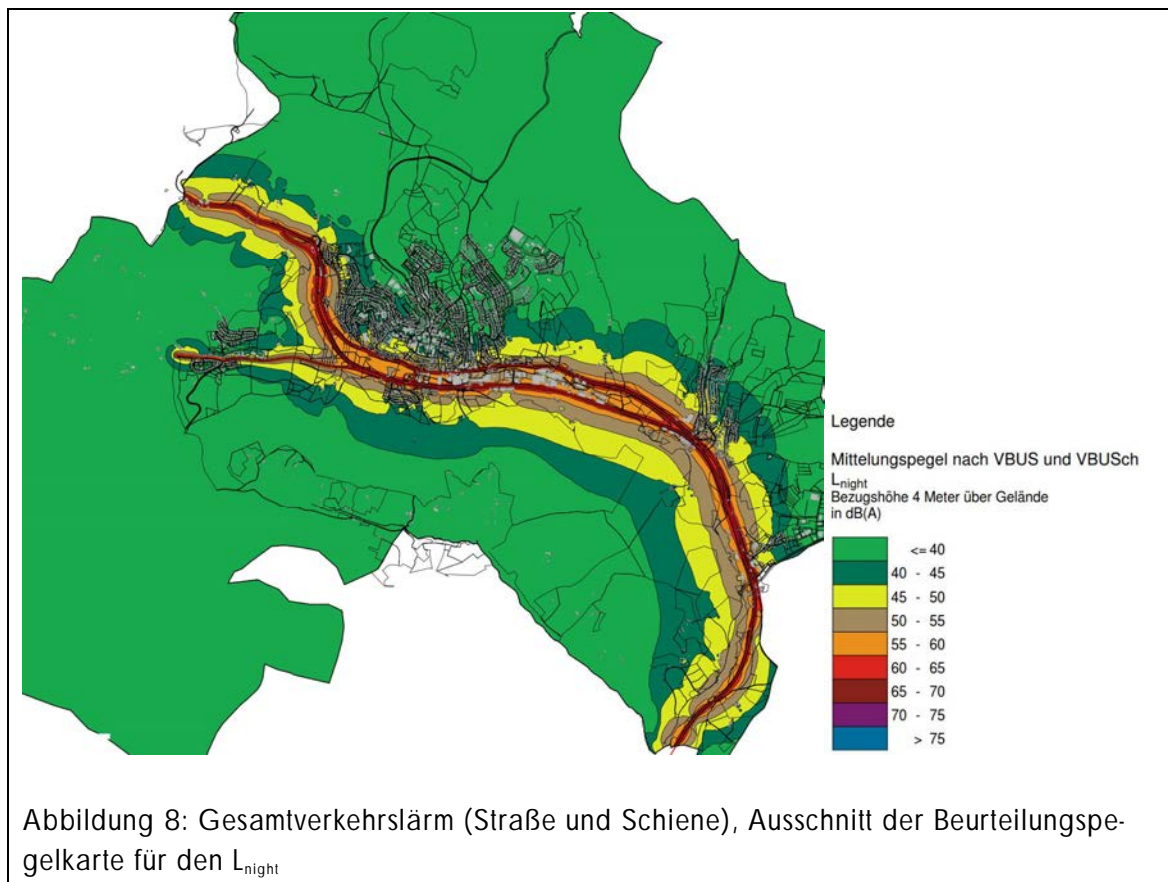 Legende
Mittelungspegel nach VBUS und VBUSch
Lnight
Bezugshöhe 4 Meter über Gelände
in dB(A)
<= 40
40 - 45
45 - 50
50 - 55
55 - 60
60 - 65
65 - 70
70 - 75
> 75
Abbildung 8: Gesamtverkehrslärm (Straße und Schiene), Ausschnitt der Beurteilungspe-
gelkarte für den Lnight